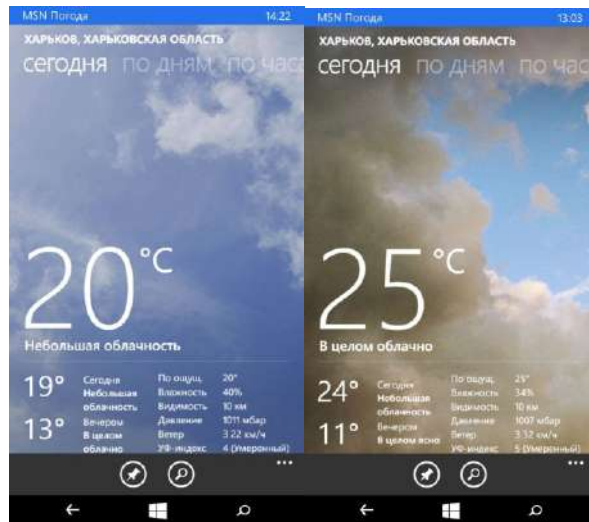 MSN Погода 14:22
ХАРЬКОВ, ХАРЬКОВСКАЯ ОБЛАСТЬ
сегодня по дням по часа
20°C
Небольшая облачность
19° Сегодня
Небольшая
облачность
13° Вечером
В целом
облачно
По ощущ. 20°
Влажность 40%
Видимость 10 км
Давление 1011 мбар
Ветер З 22 км/ч
УФ-индекс 4 (Умеренный)
MSN Погода 13:03
ХАРЬКОВ, ХАРЬКОВСКАЯ ОБЛАСТЬ
сегодня по дням по час
25°C
В целом облачно
24° Сегодня
Небольшая
облачность
11° Вечером
В целом ясно
По ощущ. 25°
Влажность 34%
Видимость 10 км
Давление 1007 мбар
Ветер З 32 км/ч
УФ-индекс 4 (Умеренный)